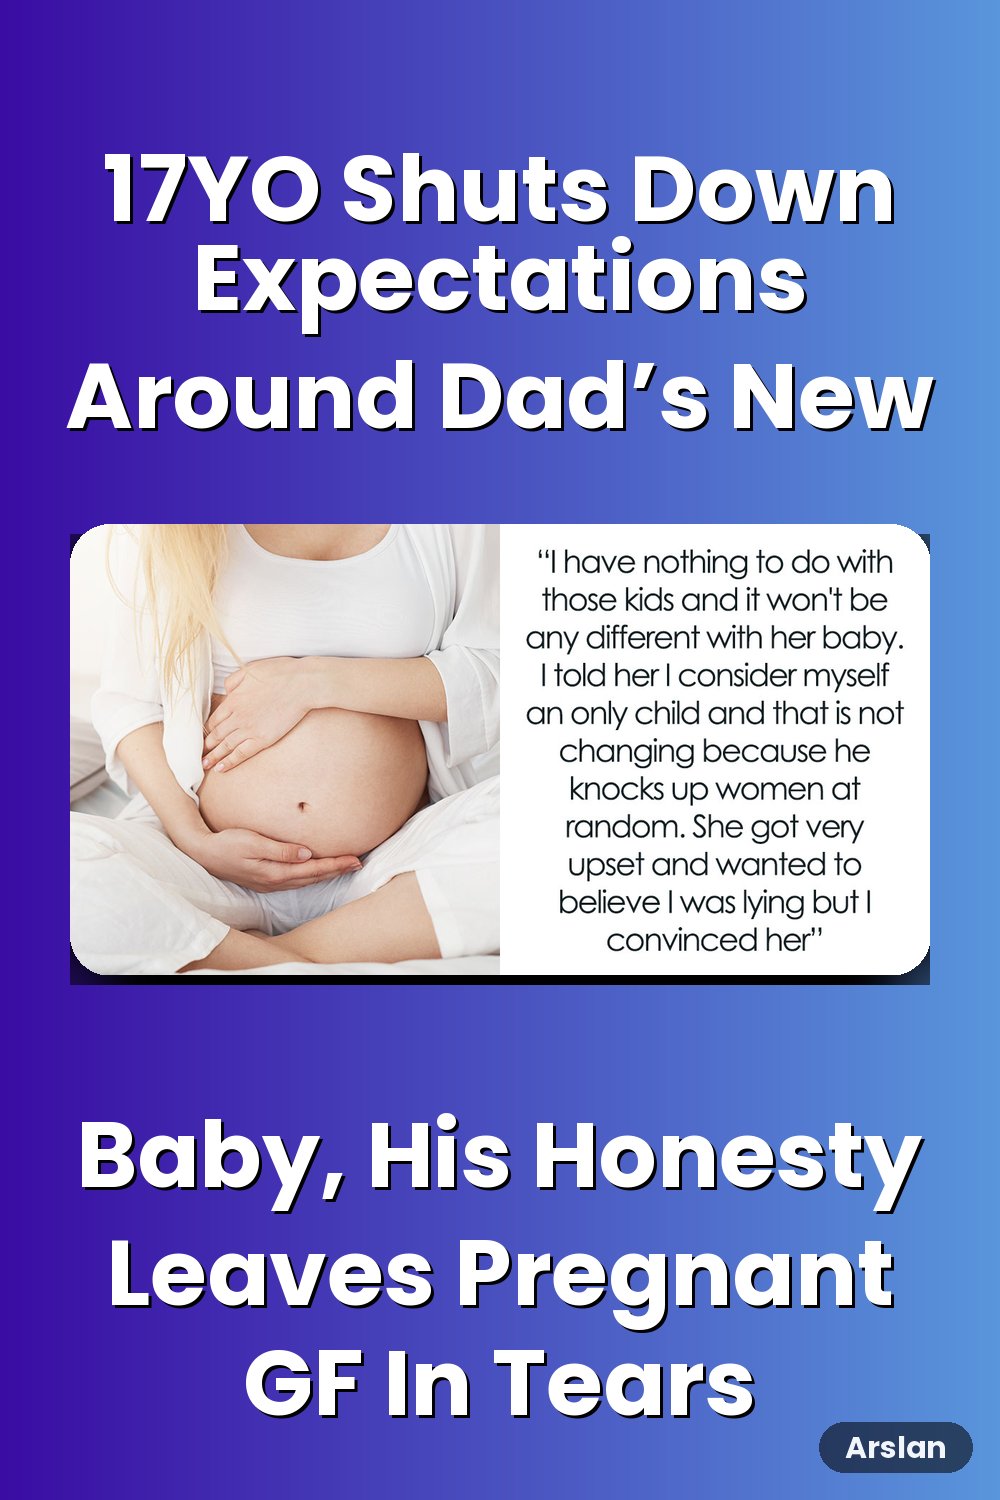 17YO Shuts Down
Expectations
Around Dad’s New
“I have nothing to do with
those kids and it won't be
any different with her baby.
I told her I consider myself
an only child and that is not
changing because he
knocks up women at
random. She got very
upset and wanted to
believe I was lying but I
convinced her”
Baby, His Honesty
Leaves Pregnant
GF In Tears
Arslan